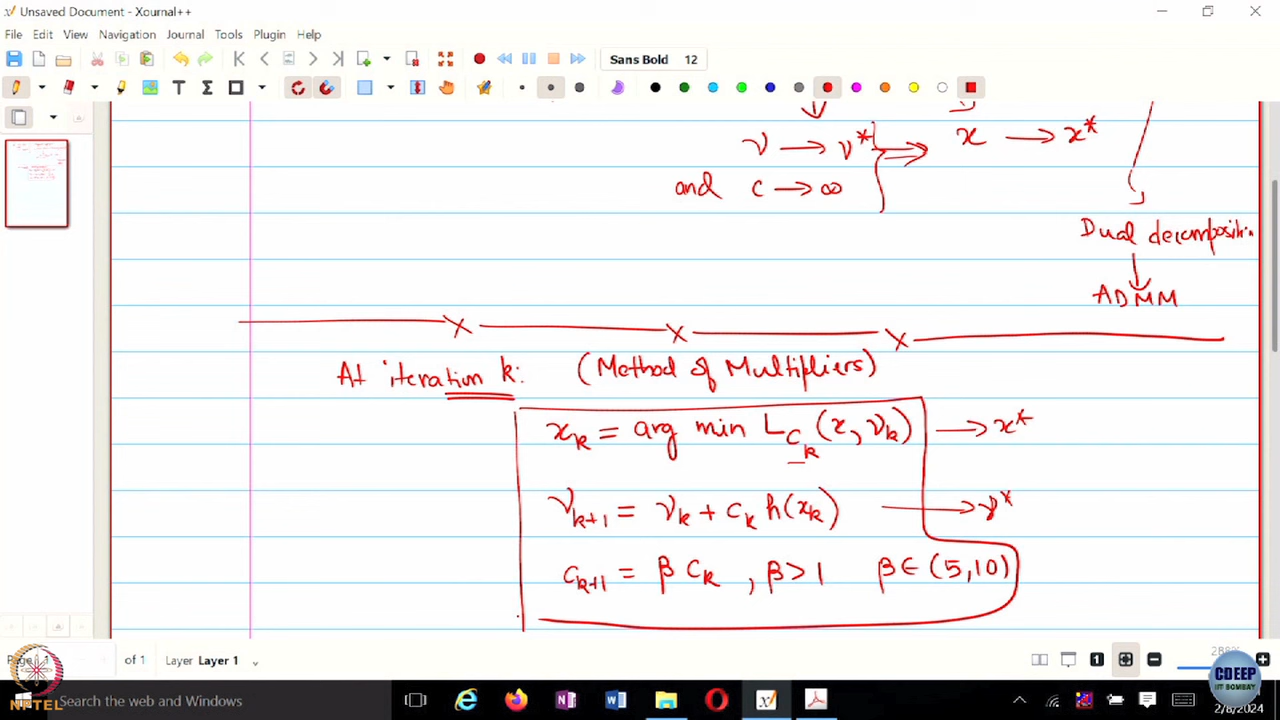 Unsaved Document - Xournal++
File Edit View Navigation Journal Tools Plugin Help
Sans Bold 12
ν → ν* x → x*
and c → ∞
Dual decompositi
ADMM
At iteration k: (Method of Multipliers)
x_k = arg min L_{c_k}(x, ν_k) → x*
ν_{k+1} = ν_k + c_k h(x_k) → ν*
c_{k+1} = β c_k , β > 1 β ∈ (5,10)
of 1 Layer Layer 1
288%
NPTEL
Search the web and Windows
CDEEP
IIT BOMBAY
2/8/2024